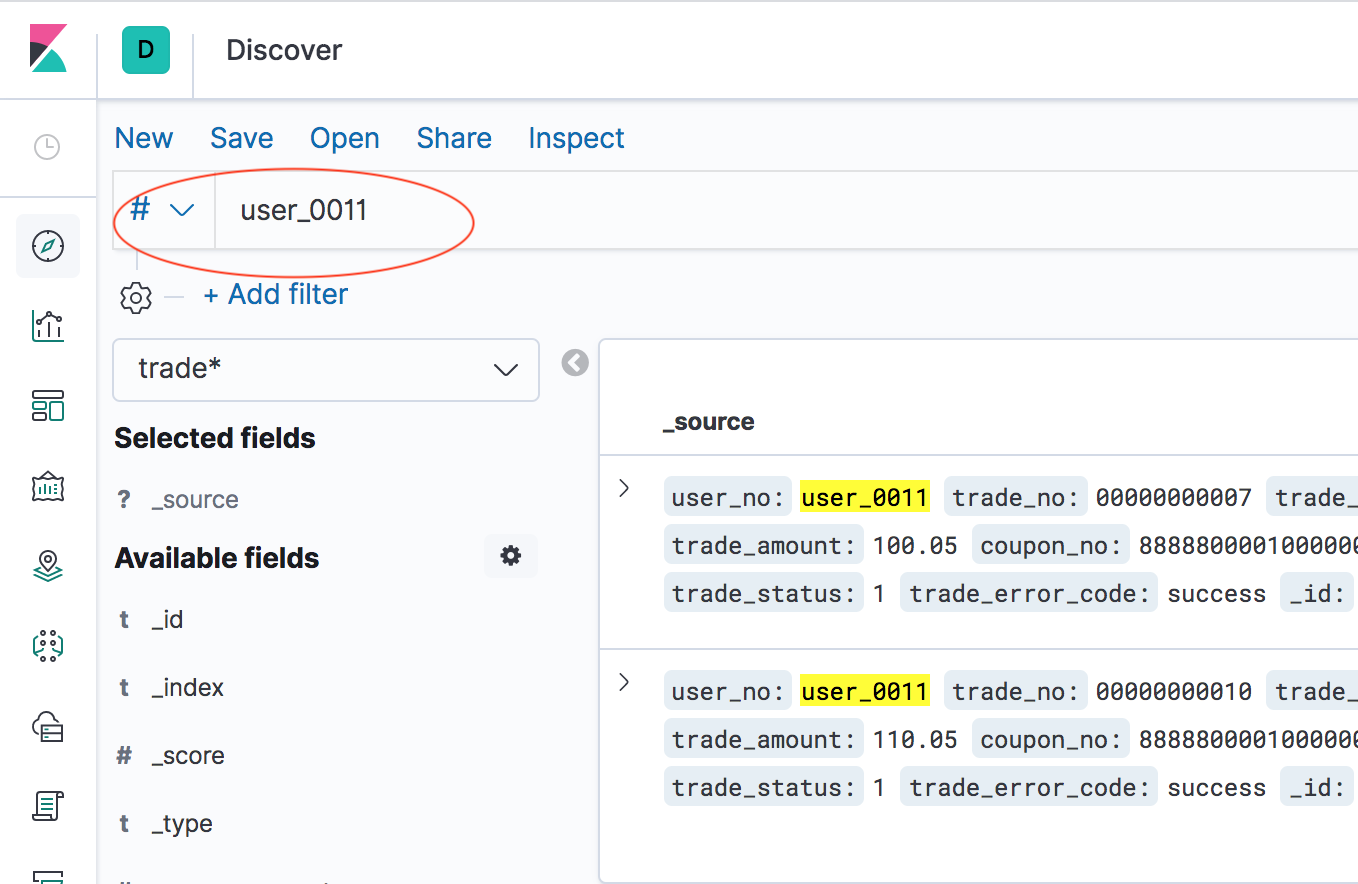 D Discover
New Save Open Share Inspect
# user_0011
+ Add filter
trade*
Selected fields
? _source
Available fields
t _id
t _index
# _score
t _type
_source
user_no: user_0011 trade_no: 00000000007 trade_
trade_amount: 100.05 coupon_no:
trade_status: 1 trade_error_code: success _id:
user_no: user_0011 trade_no: 00000000010 trade_
trade_amount: 110.05 coupon_no:
trade_status: 1 trade_error_code: success _id: